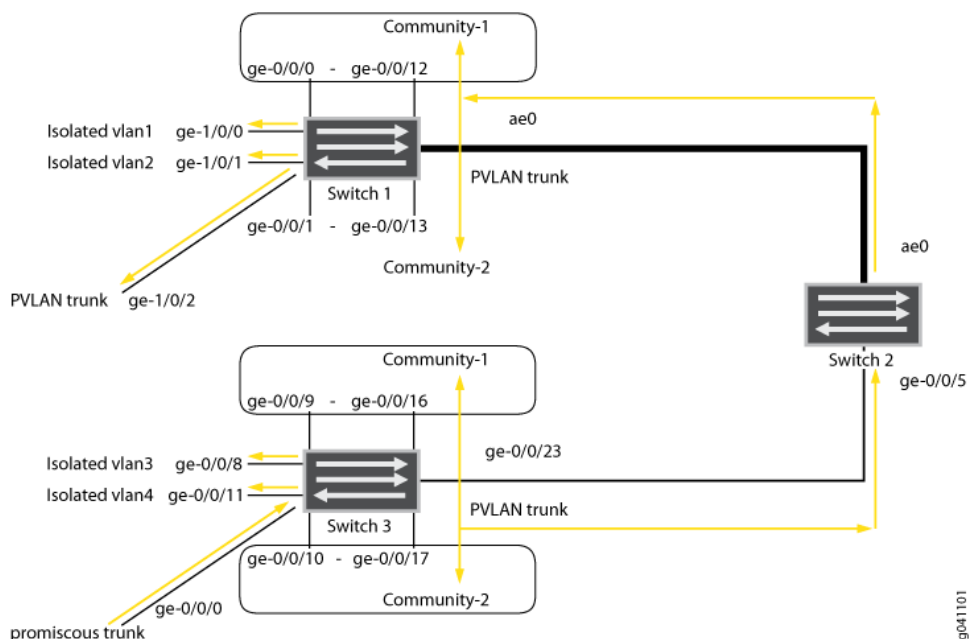 Community-1
ge-0/0/0 - ge-0/0/12
ae0
Isolated vlan1 ge-1/0/0
Isolated vlan2 ge-1/0/1
PVLAN trunk
Switch 1
ge-0/0/1 - ge-0/0/13
ae0
Community-2
PVLAN trunk ge-1/0/2
Switch 2
Community-1
ge-0/0/5
ge-0/0/9 - ge-0/0/16
ge-0/0/23
Isolated vlan3 ge-0/0/8
Isolated vlan4 ge-0/0/11
PVLAN trunk
Switch 3
ge-0/0/10 - ge-0/0/17
Community-2
ge-0/0/0
promiscous trunk
g041101